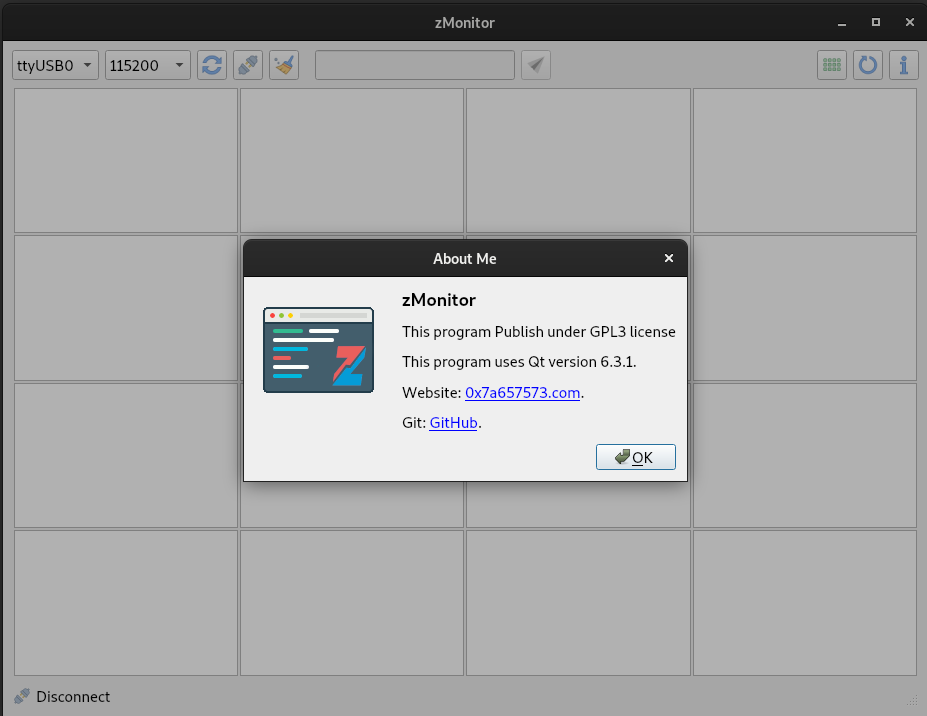 zMonitor
ttyUSB0 115200
About Me
zMonitor
This program Publish under GPL3 license
This program uses Qt version 6.3.1.
Website: 0x7a657573.com.
Git: GitHub.
OK
Disconnect